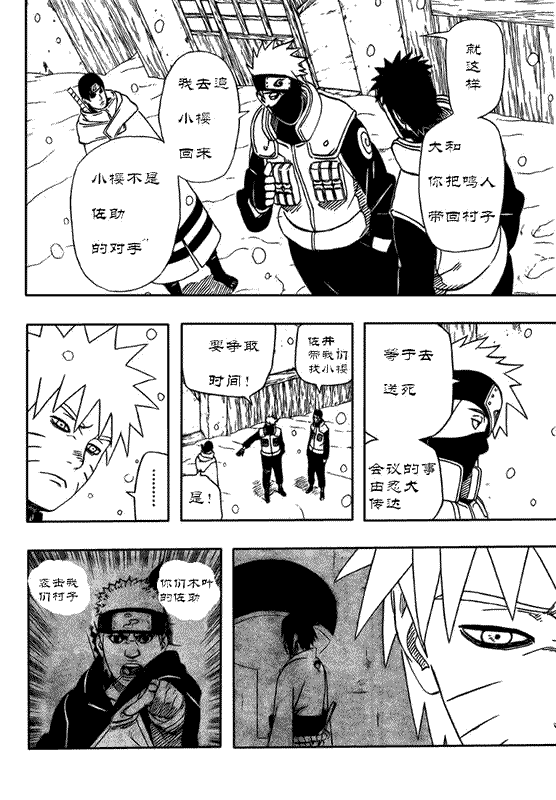 就
这
样
大和
你把鸣人
带回村子
我去追
小樱
回来
小樱不是
佐助
的对手
等于去
送死
会议的事
由忍犬
传达
佐井
带我们
找小樱
要争取
时间！
是！
………
你们木叶
的佐助
袭击我
们村子